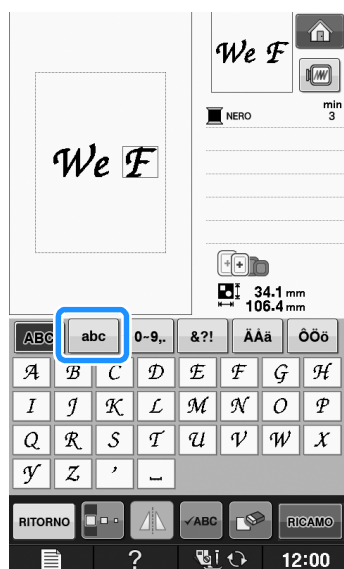 We F
min
NERO 3
We F
34.1 mm
106.4 mm
ABC abc 0~9,. &?! ÄÅä ÔÖö
A B C D E F G H
I J K L M N O P
Q R S T U V W X
Y Z ' _
RITORNO ABC RICAMO
? 12:00